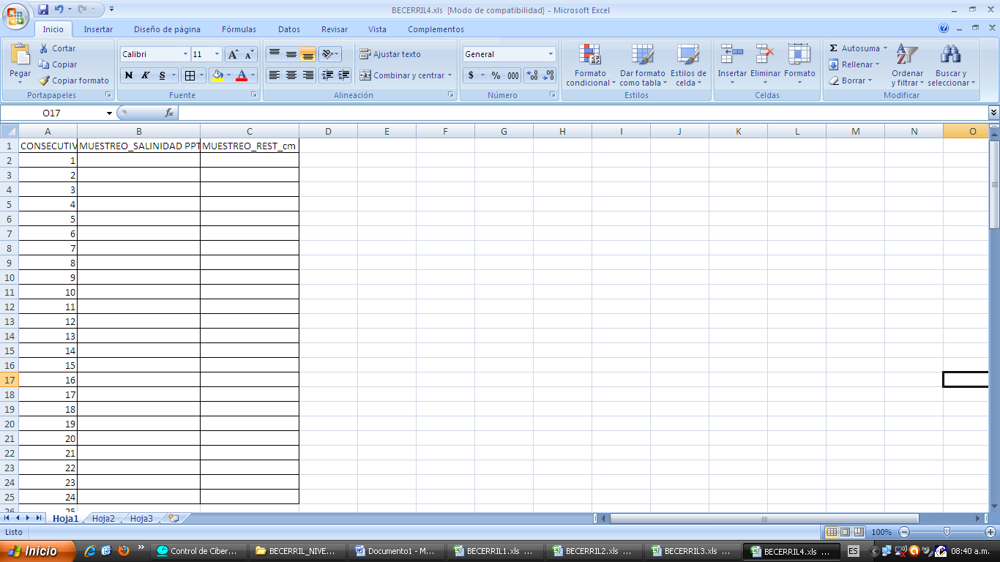 BECERRIL4.xls [Modo de compatibilidad] - Microsoft Excel
Inicio Insertar Diseño de página Fórmulas Datos Revisar Vista Complementos
Pegar
Cortar
Copiar
Copiar formato
Portapapeles
Calibri 11
N K S
Fuente
Ajustar texto
Combinar y centrar
Alineación
General
$ % 000
Número
Formato condicional
Dar formato como tabla
Estilos de celda
Estilos
Insertar
Eliminar
Formato
Celdas
Autosuma
Rellenar
Borrar
Ordenar y filtrar
Buscar y seleccionar
Modificar
O17 fx
A B C D E F G H I J K L M N O
1 CONSECUTIV MUESTREO_SALINIDAD PPT MUESTREO_REST_cm
2 1
3 2
4 3
5 4
6 5
7 6
8 7
9 8
10 9
11 10
12 11
13 12
14 13
15 14
16 15
17 16
18 17
19 18
20 19
21 20
22 21
23 22
24 23
25 24
26 25
Hoja1 Hoja2 Hoja3
Listo 100%
Inicio Control de Ciber... BECERRIL_NIVE... Documento1 - M... BECERRIL1.xls ... BECERRIL2.xls ... BECERRIL3.xls ... BECERRIL4.xls ... ES 08:40 a.m.